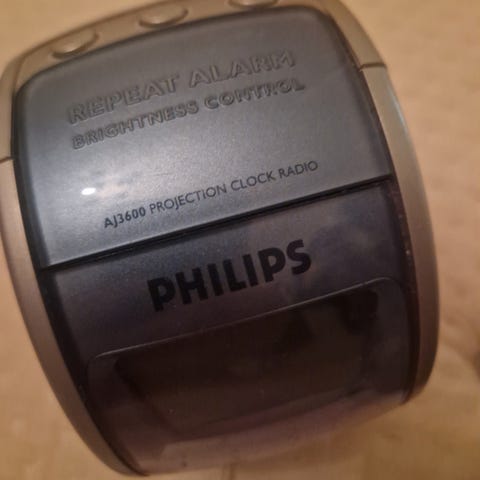 REPEAT ALARM
BRIGHTNESS CONTROL
AJ3600 PROJECTION CLOCK RADIO
PHILIPS